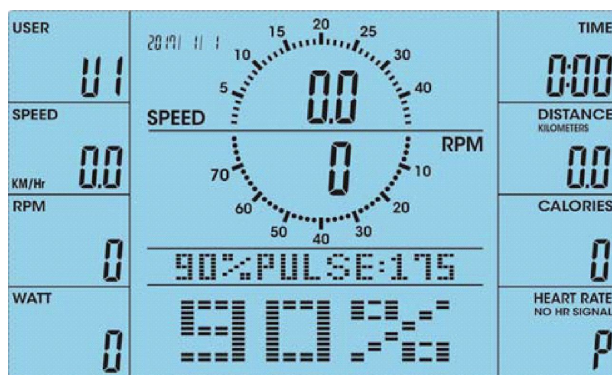 USER
U1
SPEED
0.0
KM/Hr
RPM
0
WATT
0
2017/ 1/ 1
5 10 15 20 25 30 40
SPEED
0.0
RPM
0
70 60 50 40 30 20 10
90%PULSE:175
90%
TIME
0:00
DISTANCE
KILOMETERS
0.0
CALORIES
0
HEART RATE
NO HR SIGNAL
P